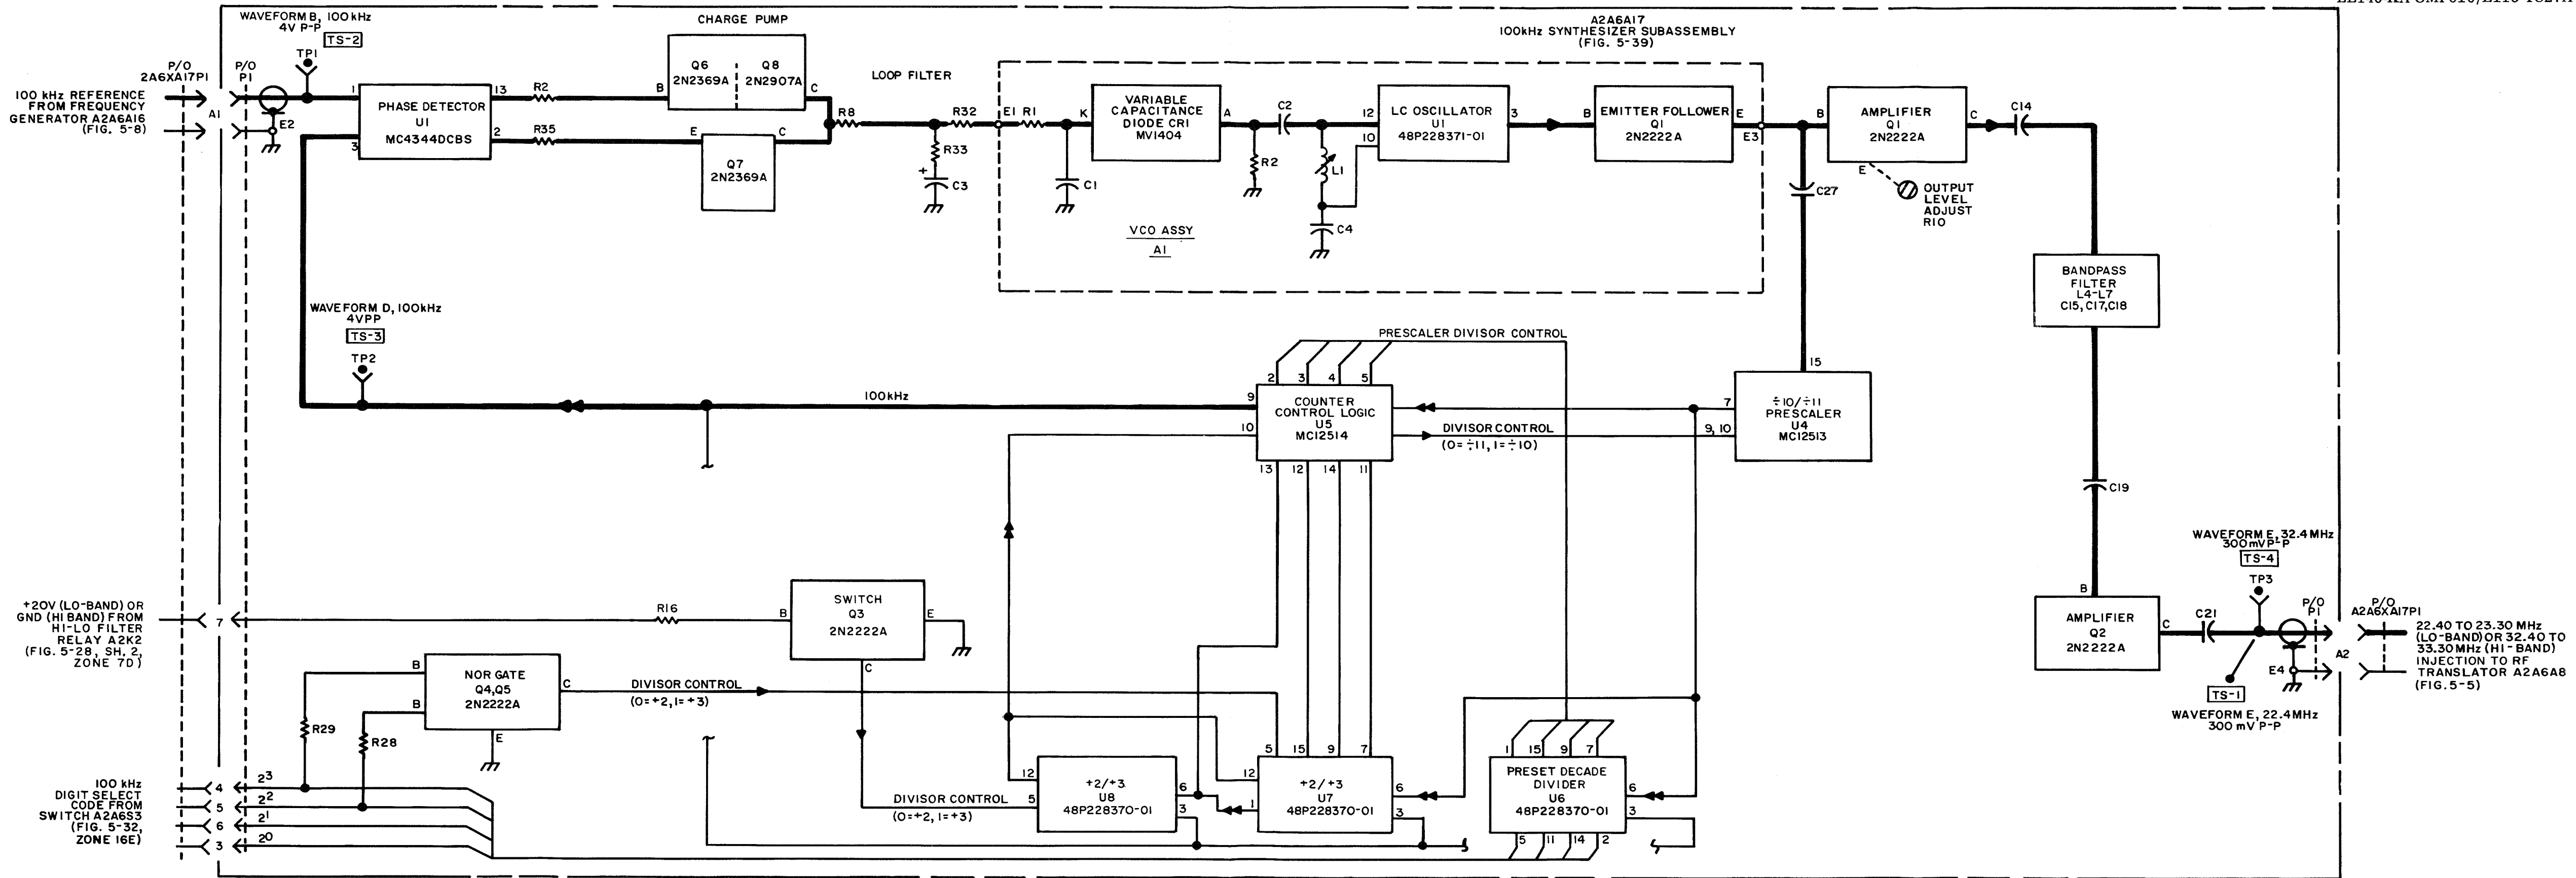 WAVEFORM B, 100 kHz
4V P-P
TS-2
TP1
CHARGE PUMP
A2A6A17
100kHz SYNTHESIZER SUBASSEMBLY
(FIG. 5-39)
P/O
2A6XA17P1
P/O
P1
100 kHz REFERENCE
FROM FREQUENCY
GENERATOR A2A6A16
(FIG. 5-8)
A1
E2
1
3
PHASE DETECTOR
U1
MC4344DCBS
13
2
R2
R35
B
Q6
2N2369A
Q8
2N2907A
C
E
Q7
2N2369A
C
R8
LOOP FILTER
R32
R33
+
C3
E1
R1
C1
K
VARIABLE
CAPACITANCE
DIODE CR1
MV1404
A
R2
C2
L1
C4
12
10
LC OSCILLATOR
U1
48P228371-01
3
B
EMITTER FOLLOWER
Q1
2N2222A
E
E3
VCO ASSY
A1
B
AMPLIFIER
Q1
2N2222A
C
E
C14
OUTPUT
LEVEL
ADJUST
R10
C27
BANDPASS
FILTER
L4-L7
C15, C17, C18
WAVEFORM D, 100kHz
4VPP
TS-3
TP2
100kHz
PRESCALER DIVISOR CONTROL
2
3
4
5
9
10
COUNTER
CONTROL LOGIC
U5
MC12514
13
12
14
11
DIVISOR CONTROL
(0=÷11, 1=÷10)
15
7
9, 10
÷10/÷11
PRESCALER
U4
MC12513
C19
WAVEFORM E, 32.4 MHz
300mV P-P
TS-4
TP3
P/O
P1
P/O
A2A6XA17P1
B
AMPLIFIER
Q2
2N2222A
C
C21
E4
A2
22.40 TO 23.30 MHz
(LO-BAND) OR 32.40 TO
33.30 MHz (HI-BAND)
INJECTION TO RF
TRANSLATOR A2A6A8
(FIG. 5-5)
TS-1
WAVEFORM E, 22.4MHz
300 mV P-P
+20V (LO-BAND) OR
GND (HI BAND) FROM
HI-LO FILTER
RELAY A2K2
(FIG. 5-28, SH, 2,
ZONE 7D)
7
R16
B
SWITCH
Q3
2N2222A
E
C
B
B
NOR GATE
Q4, Q5
2N2222A
C
E
R29
R28
DIVISOR CONTROL
(0=+2, 1=+3)
100 kHz
DIGIT SELECT
CODE FROM
SWITCH A2A6S3
(FIG. 5-32,
ZONE 16E)
4
5
6
3
2³
2²
2¹
2⁰
DIVISOR CONTROL
(0=+2, 1=+3)
12
5
+2/+3
U8
48P228370-01
6
3
5
15
9
7
12
1
+2/+3
U7
48P228370-01
6
3
1
15
9
7
PRESET DECADE
DIVIDER
U6
48P228370-01
6
3
5
11
14
2